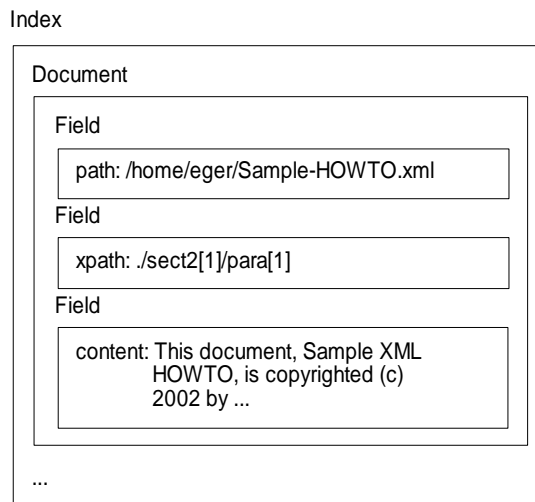 Index
Document
Field
path: /home/eger/Sample-HOWTO.xml
Field
xpath: ./sect2[1]/para[1]
Field
content: This document, Sample XML
HOWTO, is copyrighted (c)
2002 by ...
...